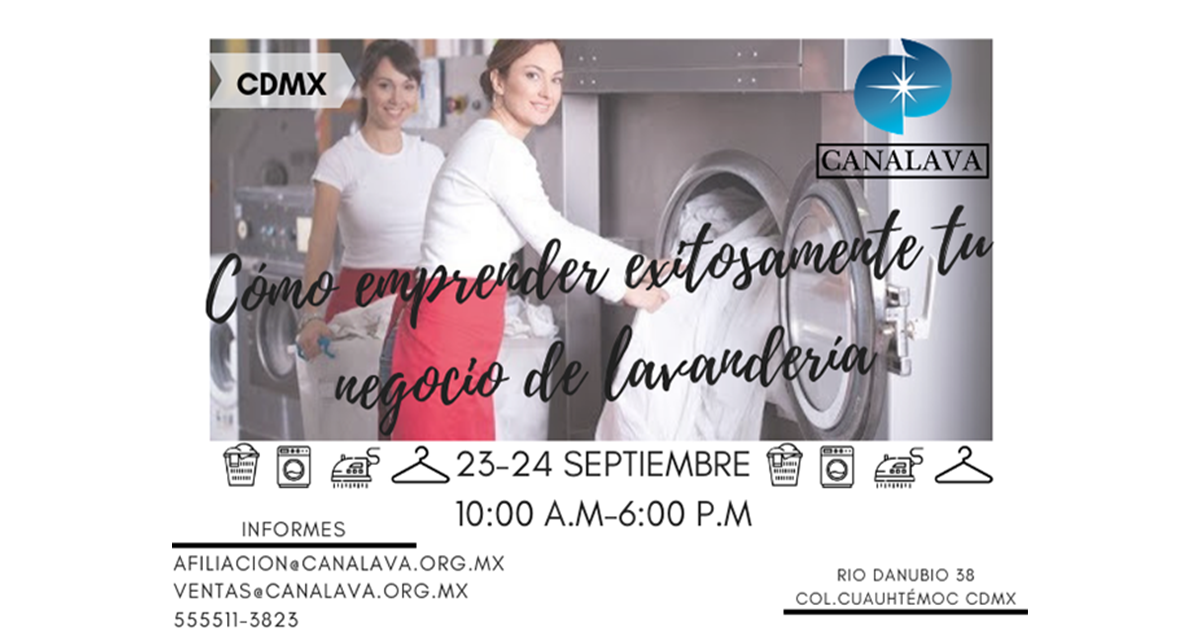 CDMX
CANALAVA
Cómo emprender exitosamente tu
negocio de lavandería
23-24 SEPTIEMBRE
10:00 A.M-6:00 P.M
INFORMES
AFILIACION@CANALAVA.ORG.MX
VENTAS@CANALAVA.ORG.MX
555511-3823
RIO DANUBIO 38
COL.CUAUHTÉMOC CDMX